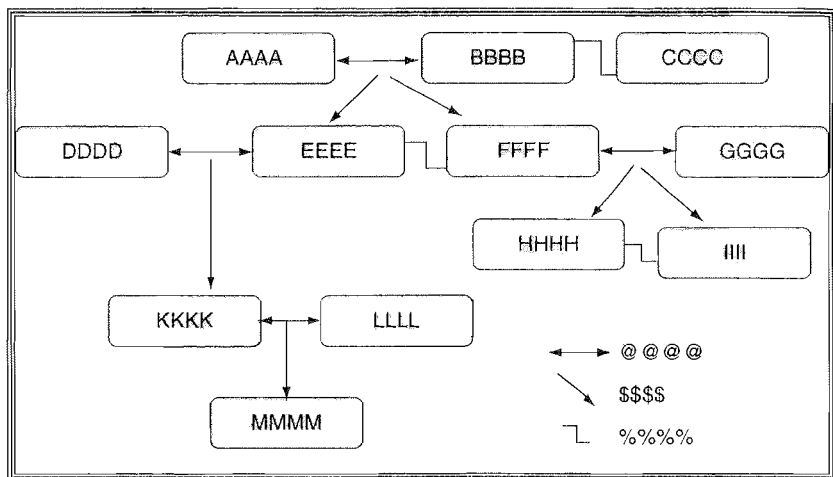 AAAA
BBBB
CCCC
DDDD
EEEE
FFFF
GGGG
HHHH
IIII
KKKK
LLLL
MMMM
@@@@
$$$$
%%%%